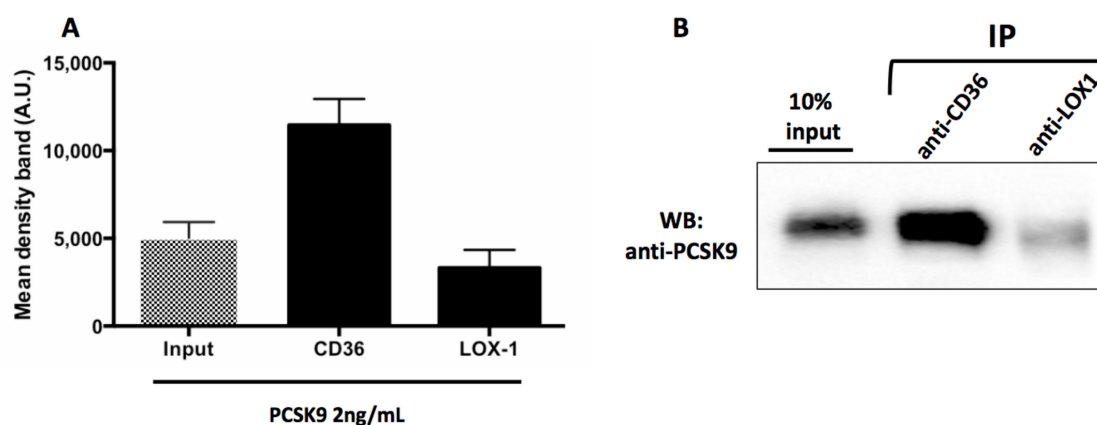 A
Mean density band (A.U.)
15,000
10,000
5,000
0
Input
CD36
LOX-1
PCSK9 2ng/mL
B
IP
10%
input
anti-CD36
anti-LOX1
WB:
anti-PCSK9